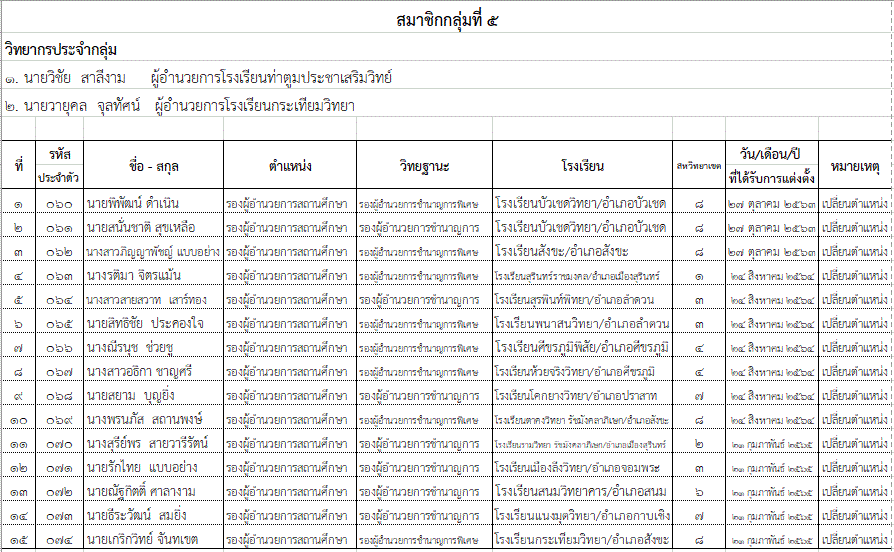 สมาชิกกลุ่มที่ ๕
วิทยากรประจำกลุ่ม
๑. นายวิชัย สาลีงาม ผู้อำนวยการโรงเรียนท่าตูมประชาเสริมวิทย์
๒. นายวายุคล จุลทัศน์ ผู้อำนวยการโรงเรียนกระเทียมวิทยา
ที่ รหัสประจำตัว ชื่อ - สกุล ตำแหน่ง วิทยฐานะ โรงเรียน สหวิทยาเขต วัน/เดือน/ปี ที่ได้รับการแต่งตั้ง หมายเหตุ
๑ ๐๖๐ นายพิพัฒน์ ดำเนิน รองผู้อำนวยการสถานศึกษา รองผู้อำนวยการชำนาญการพิเศษ โรงเรียนบัวเชดวิทยา/อำเภอบัวเชด ๘ ๒๗ ตุลาคม ๒๕๖๓ เปลี่ยนตำแหน่ง
๒ ๐๖๑ นายสนั่นชาติ สุขเหลือ รองผู้อำนวยการสถานศึกษา รองผู้อำนวยการชำนาญการ โรงเรียนบัวเชดวิทยา/อำเภอบัวเชด ๘ ๒๗ ตุลาคม ๒๕๖๓ เปลี่ยนตำแหน่ง
๓ ๐๖๒ นางสาวภิญญาพัชญ์ แบบอย่าง รองผู้อำนวยการสถานศึกษา รองผู้อำนวยการชำนาญการพิเศษ โรงเรียนสังขะ/อำเภอสังขะ ๘ ๒๗ ตุลาคม ๒๕๖๓ เปลี่ยนตำแหน่ง
๔ ๐๖๓ นางรติมา จิตรแม้น รองผู้อำนวยการสถานศึกษา รองผู้อำนวยการชำนาญการพิเศษ โรงเรียนสุรินทร์ราชมงคล/อำเภอเมืองสุรินทร์ ๑ ๒๔ สิงหาคม ๒๕๖๔ เปลี่ยนตำแหน่ง
๕ ๐๖๔ นางสาวสายสวาท เสาร์ทอง รองผู้อำนวยการสถานศึกษา รองผู้อำนวยการชำนาญการ โรงเรียนสุรพินท์พิทยา/อำเภอลำดวน ๓ ๒๔ สิงหาคม ๒๕๖๔ เปลี่ยนตำแหน่ง
๖ ๐๖๕ นายสิทธิชัย ประคองใจ รองผู้อำนวยการสถานศึกษา รองผู้อำนวยการชำนาญการพิเศษ โรงเรียนพนาสนวิทยา/อำเภอลำดวน ๓ ๒๔ สิงหาคม ๒๕๖๔ เปลี่ยนตำแหน่ง
๗ ๐๖๖ นางณีรนุช ช่วยชู รองผู้อำนวยการสถานศึกษา รองผู้อำนวยการชำนาญการพิเศษ โรงเรียนศีขรภูมิพิสัย/อำเภอศีขรภูมิ ๔ ๒๔ สิงหาคม ๒๕๖๔ เปลี่ยนตำแหน่ง
๘ ๐๖๗ นางสาวอธิกา ชาญศรี รองผู้อำนวยการสถานศึกษา รองผู้อำนวยการชำนาญการพิเศษ โรงเรียนห้วยจริงวิทยา/อำเภอศีขรภูมิ ๔ ๒๔ สิงหาคม ๒๕๖๔ เปลี่ยนตำแหน่ง
๙ ๐๖๘ นายสยาม บุญยิ่ง รองผู้อำนวยการสถานศึกษา รองผู้อำนวยการชำนาญการ โรงเรียนโคกยางวิทยา/อำเภอปราสาท ๗ ๒๔ สิงหาคม ๒๕๖๔ เปลี่ยนตำแหน่ง
๑๐ ๐๖๙ นางพรนภัส สถานพงษ์ รองผู้อำนวยการสถานศึกษา รองผู้อำนวยการชำนาญการพิเศษ โรงเรียนตาคงวิทยา รัชมังคลาภิเษก/อำเภอสังขะ ๘ ๒๔ สิงหาคม ๒๕๖๔ เปลี่ยนตำแหน่ง
๑๑ ๐๗๐ นางสุรีย์พร สายวารีรัตน์ รองผู้อำนวยการสถานศึกษา รองผู้อำนวยการชำนาญการ โรงเรียนรามวิทยา รัชมังคลาภิเษก/อำเภอเมืองสุรินทร์ ๒ ๒๑ กุมภาพันธ์ ๒๕๖๕ เปลี่ยนตำแหน่ง
๑๒ ๐๗๑ นายรักไทย แบบอย่าง รองผู้อำนวยการสถานศึกษา รองผู้อำนวยการชำนาญการ โรงเรียนเมืองลีงวิทยา/อำเภอจอมพระ ๓ ๒๑ กุมภาพันธ์ ๒๕๖๕ เปลี่ยนตำแหน่ง
๑๓ ๐๗๒ นายณัฐกิตติ์ ศาลางาม รองผู้อำนวยการสถานศึกษา รองผู้อำนวยการชำนาญการ โรงเรียนสนมวิทยาคาร/อำเภอสนม ๖ ๒๑ กุมภาพันธ์ ๒๕๖๕ เปลี่ยนตำแหน่ง
๑๔ ๐๗๓ นายธีระวัฒน์ สมยิ่ง รองผู้อำนวยการสถานศึกษา รองผู้อำนวยการชำนาญการ โรงเรียนแนงมุดวิทยา/อำเภอกาบเชิง ๗ ๒๑ กุมภาพันธ์ ๒๕๖๕ เปลี่ยนตำแหน่ง
๑๕ ๐๗๔ นายเกริกวิทย์ จันทเขต รองผู้อำนวยการสถานศึกษา รองผู้อำนวยการชำนาญการพิเศษ โรงเรียนกระเทียมวิทยา/อำเภอสังขะ ๘ ๒๑ กุมภาพันธ์ ๒๕๖๕ เปลี่ยนตำแหน่ง